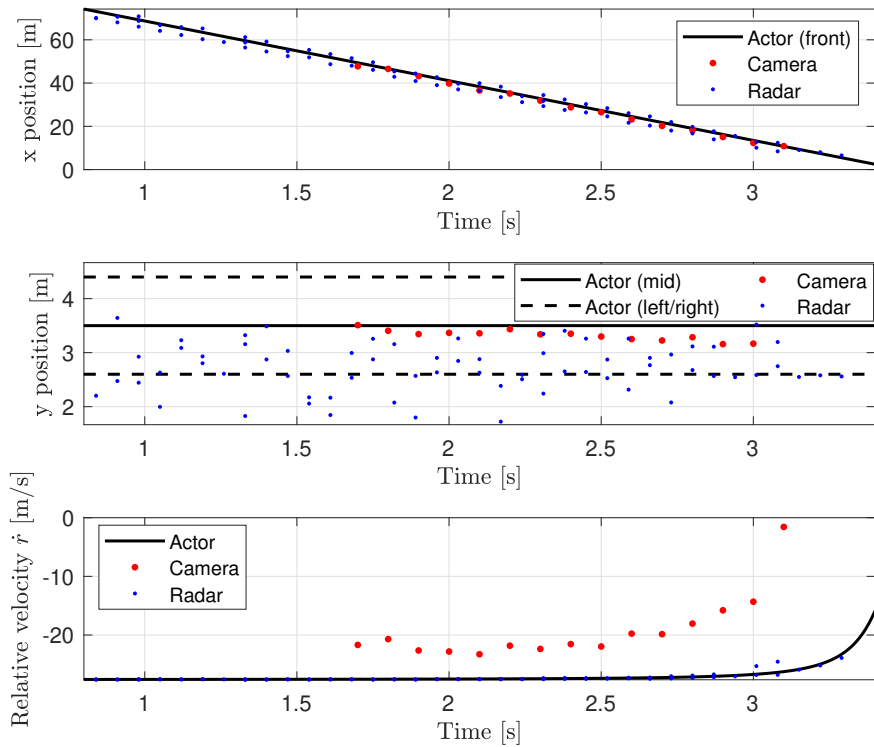 x position [m]
60
40
20
0
Actor (front)
Camera
Radar
1
1.5
2
2.5
3
Time [s]
y position [m]
4
3
2
Actor (mid)
Actor (left/right)
Camera
Radar
1
1.5
2
2.5
3
Time [s]
Relative velocity ṙ [m/s]
0
-10
-20
Actor
Camera
Radar
1
1.5
2
2.5
3
Time [s]